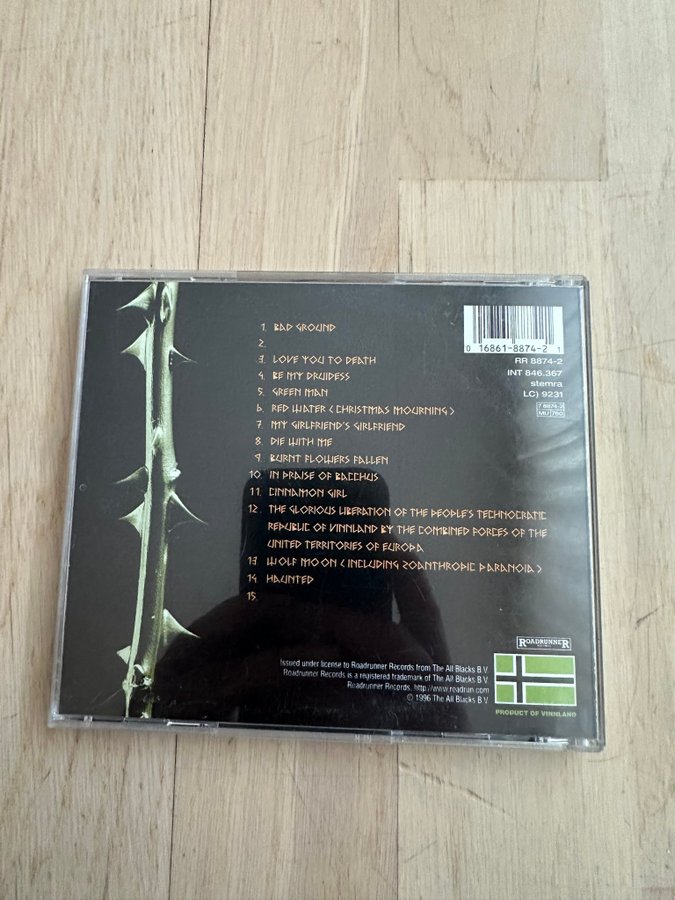 1. BAD GROUND
2.
3. LOVE YOU TO DEATH
4. BE MY DRUIDESS
5. GREEN MAN
6. RED WATER (CHRISTMAS MOURNING)
7. MY GIRLFRIEND'S GIRLFRIEND
8. DIE WITH ME
9. BURNT FLOWERS FALLEN
10. IN PRAISE OF BACCHUS
11. CINNAMON GIRL
12. THE GLORIOUS LIBERATION OF THE PEOPLE'S TECHNOCRATIC
REPUBLIC OF VINNLAND BY THE COMBINED FORCES OF THE
UNITED TERRITORIES OF EUROPA
13. WOLF MOON (INCLUDING ZOANTHROPIC PARANOIA)
14. HAUNTED
15.
0 16861-8874-2 1
RR 8874-2
INT 846.367
stemra
LC) 9231
7 8874-2
MU 760
ROADRUNNER
Issued under license to Roadrunner Records from The All Blacks B.V.
Roadrunner Records is a registered trademark of The All Blacks B.V.
Roadrunner Records, http://www.roadrun.com
© 1996 The All Blacks B.V.
PRODUCT OF VINNLAND